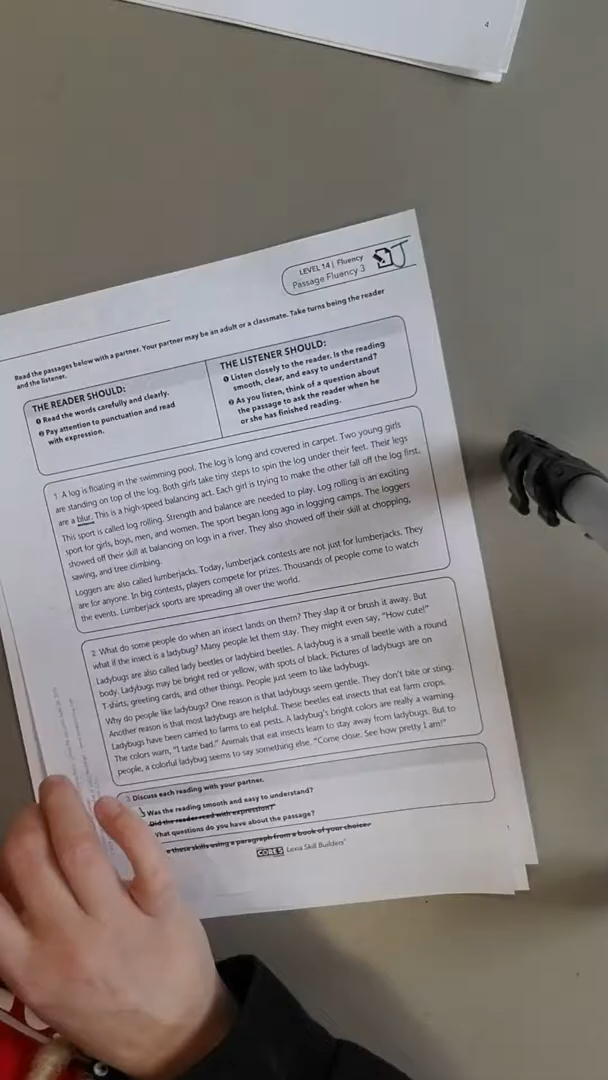 4
LEVEL 14 | Fluency
Passage Fluency 3
Read the passages below with a partner. Your partner may be an adult or a classmate. Take turns being the reader
and the listener.
THE READER SHOULD:
❶ Read the words carefully and clearly.
❷ Pay attention to punctuation and read
with expression.
THE LISTENER SHOULD:
❶ Listen closely to the reader. Is the reading
smooth, clear, and easy to understand?
❷ As you listen, think of a question about
the passage to ask the reader when he
or she has finished reading.
1 A log is floating in the swimming pool. The log is long and covered in carpet. Two young girls
are standing on top of the log. Both girls take tiny steps to spin the log under their feet. Their legs
are a blur. This is a high-speed balancing act. Each girl is trying to make the other fall off the log first.
This sport is called log rolling. Strength and balance are needed to play. Log rolling is an exciting
sport for girls, boys, men, and women. The sport began long ago in logging camps. The loggers
showed off their skill at balancing on logs in a river. They also showed off their skill at chopping,
sawing, and tree climbing.
Loggers are also called lumberjacks. Today, lumberjack contests are not just for lumberjacks. They
are for anyone. In big contests, players compete for prizes. Thousands of people come to watch
the events. Lumberjack sports are spreading all over the world.
2 What do some people do when an insect lands on them? They slap it or brush it away. But
what if the insect is a ladybug? Many people let them stay. They might even say, "How cute!"
Ladybugs are also called lady beetles or ladybird beetles. A ladybug is a small beetle with a round
body. Ladybugs may be bright red or yellow, with spots of black. Pictures of ladybugs are on
T-shirts, greeting cards, and other things. People just seem to like ladybugs.
Why do people like ladybugs? One reason is that ladybugs seem gentle. They don't bite or sting.
Another reason is that most ladybugs are helpful. These beetles eat insects that eat farm crops.
Ladybugs have been carried to farms to eat pests. A ladybug's bright colors are really a warning.
The colors warn, "I taste bad." Animals that eat insects learn to stay away from ladybugs. But to
people, a colorful ladybug seems to say something else. "Come close. See how pretty I am!"
3 Discuss each reading with your partner.
Was the reading smooth and easy to understand?
Did the reader read with expression?
What questions do you have about the passage?
these skills using a paragraph from a book of your choice.
CORE5 Lexia Skill Builders
1